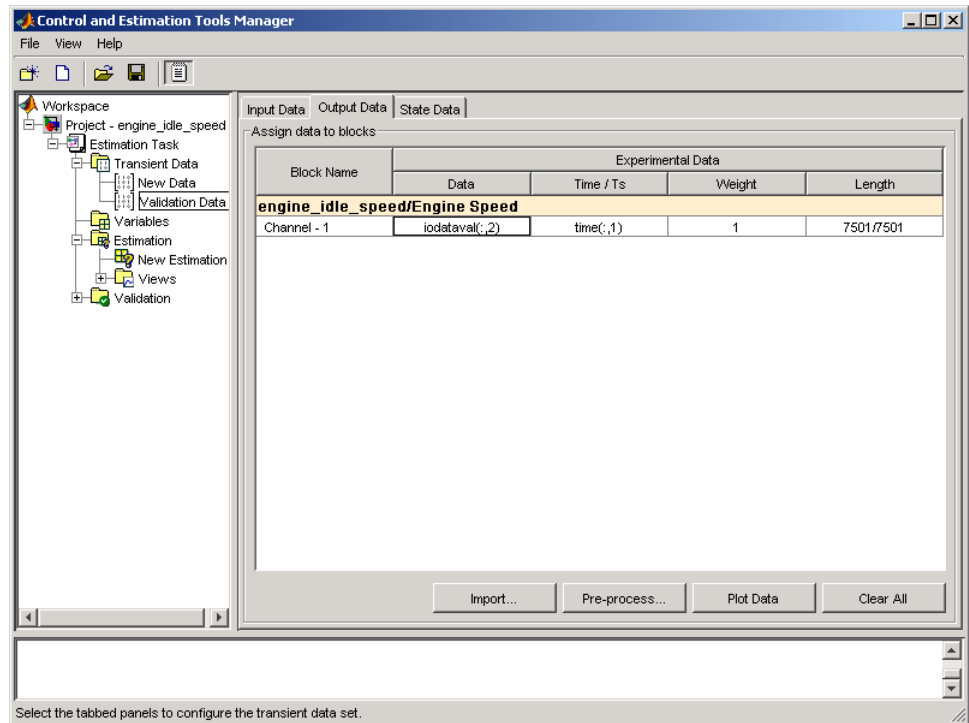 Control and Estimation Tools Manager
File View Help
Workspace
Project - engine_idle_speed
Estimation Task
Transient Data
New Data
Validation Data
Variables
Estimation
New Estimation
Views
Validation
Input Data Output Data State Data
Assign data to blocks
Block Name Experimental Data
Data Time / Ts Weight Length
engine_idle_speed/Engine Speed
Channel - 1 iodataval(:,2) time(:,1) 1 7501/7501
Import... Pre-process... Plot Data Clear All
Select the tabbed panels to configure the transient data set.